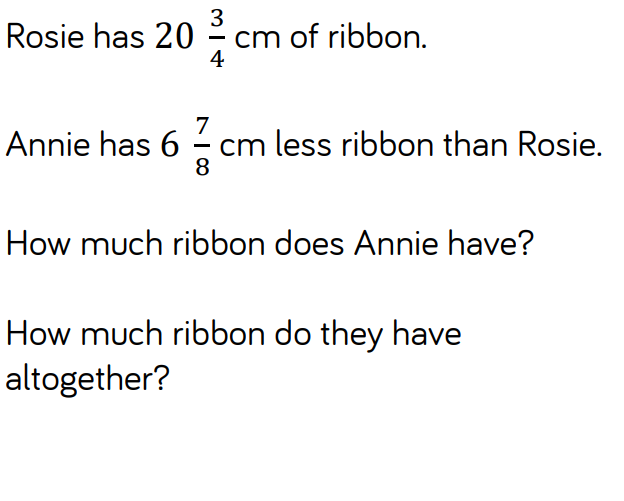 Rosie has 20 3/4 cm of ribbon.
Annie has 6 7/8 cm less ribbon than Rosie.
How much ribbon does Annie have?
How much ribbon do they have
altogether?